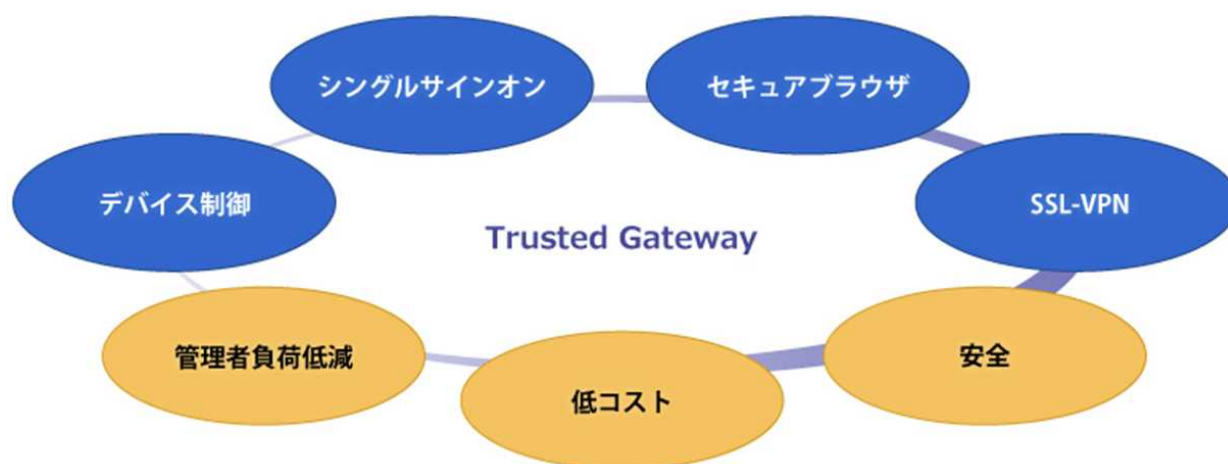 シングルサインオン
セキュアブラウザ
デバイス制御
SSL-VPN
Trusted Gateway
管理者負荷低減
低コスト
安全